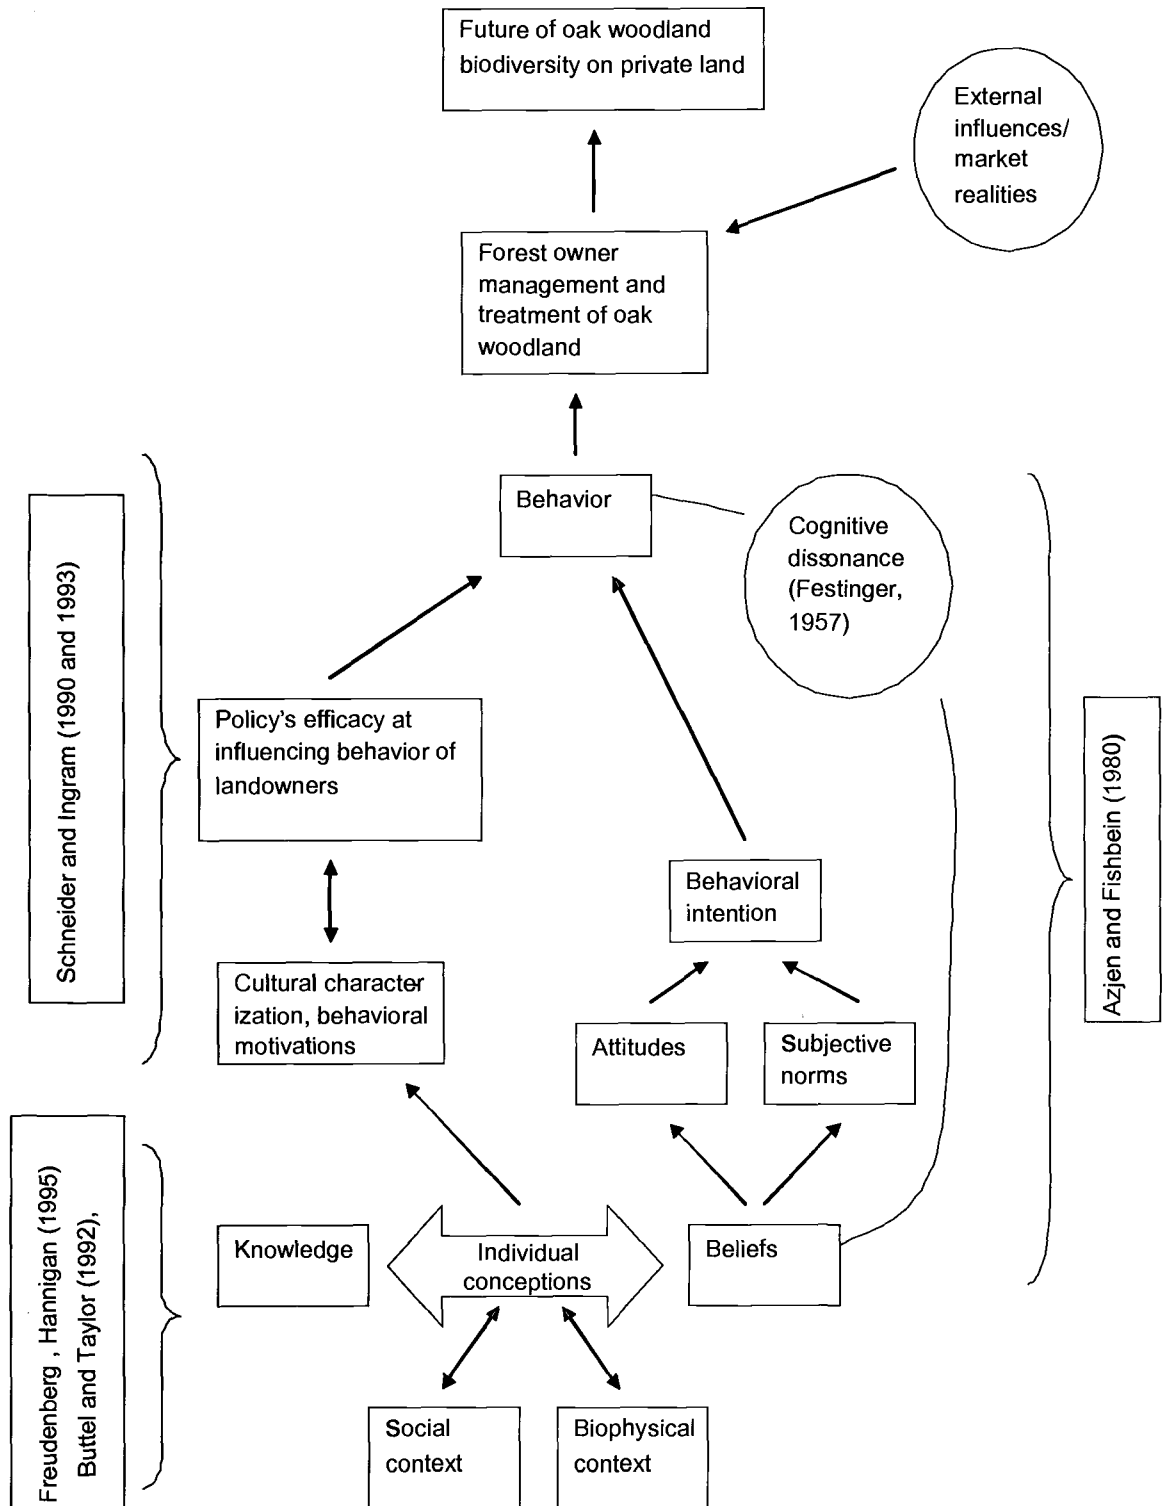 Future of oak woodland
biodiversity on private land
External
influences/
market
realities
Forest owner
management and
treatment of oak
woodland
Behavior
Cognitive
dissonance
(Festinger,
1957)
Schneider and Ingram (1990 and 1993)
Policy's efficacy at
influencing behavior of
landowners
Azjen and Fishbein (1980)
Behavioral
intention
Cultural character
ization, behavioral
motivations
Attitudes
Subjective
norms
Freudenberg , Hannigan (1995)
Buttel and Taylor (1992),
Knowledge
Individual
conceptions
Beliefs
Social
context
Biophysical
context